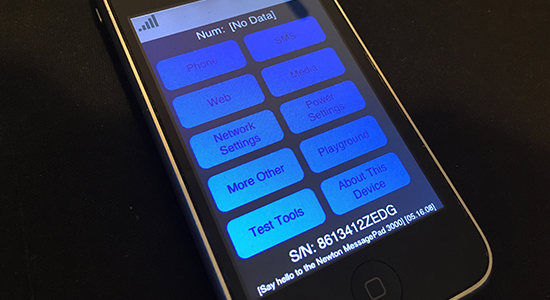 Num: [No Data]
Phone
SMS
Web
Media
Network
Settings
Power
Settings
More Other
Playground
Test Tools
About This
Device
S/N: 8613412ZEDG
[Say hello to the Newton MessagePad 3000] [05.16.08]